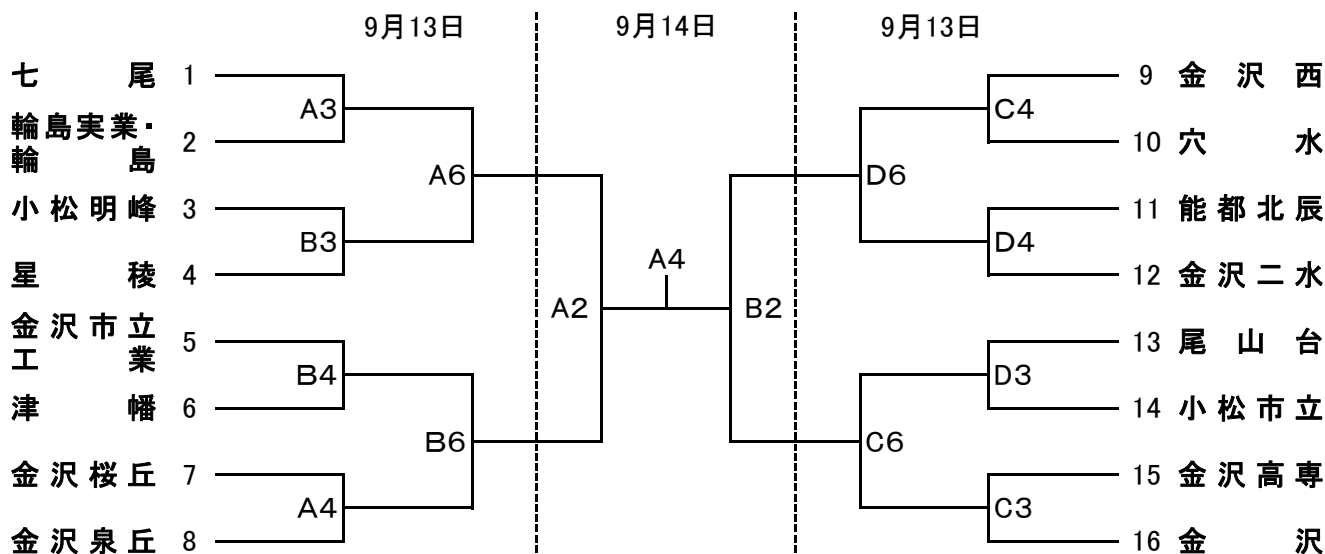 9月13日 9月14日 9月13日
七尾 1
輪島実業・
輪島 2
小松明峰 3
星稜 4
金沢市立
工業 5
津幡 6
金沢桜丘 7
金沢泉丘 8
A3
B3
B4
A4
A6
B6
A2
A4
B2
D6
C6
C4
D4
D3
C3
9 金沢西
10 穴水
11 能都北辰
12 金沢二水
13 尾山台
14 小松市立
15 金沢高専
16 金沢